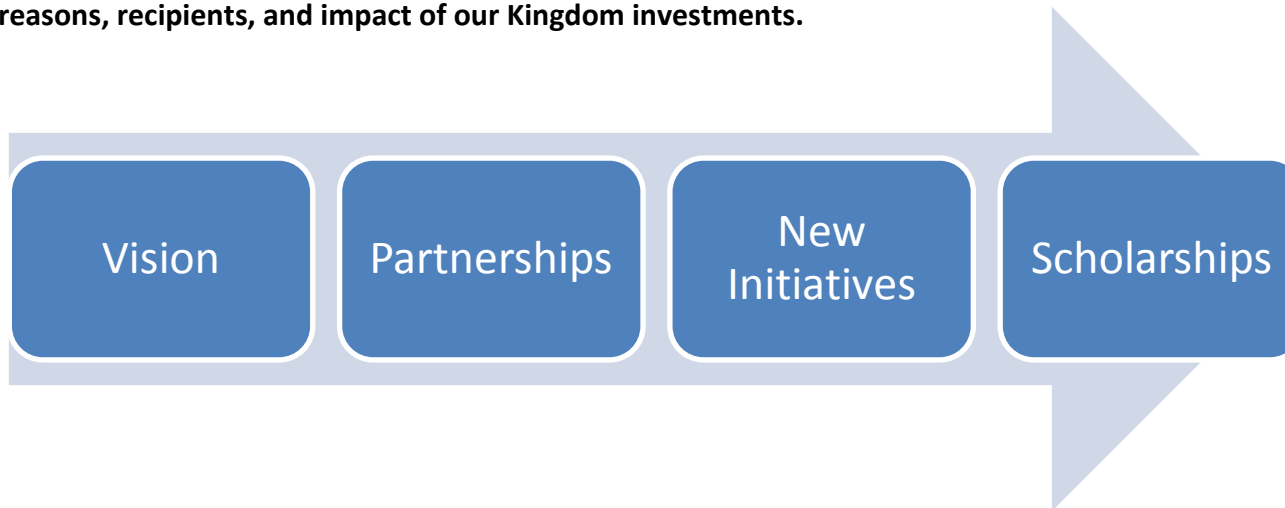 reasons, recipients, and impact of our Kingdom investments.
Vision
Partnerships
New
Initiatives
Scholarships